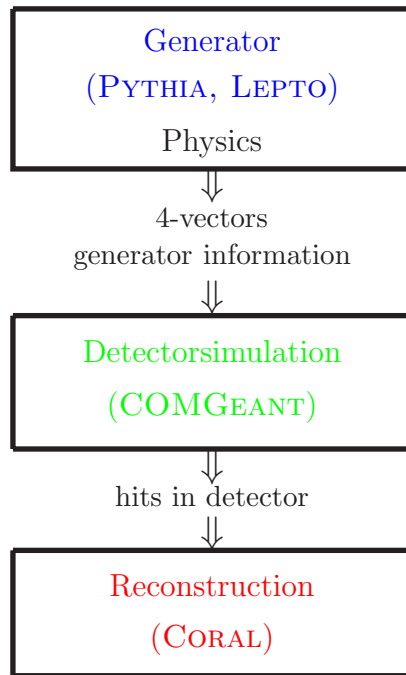 Generator
(PYTHIA, LEPTO)
Physics
⇓
4-vectors
generator information
⇓
Detectorsimulation
(COMGEANT)
⇓
hits in detector
⇓
Reconstruction
(CORAL)